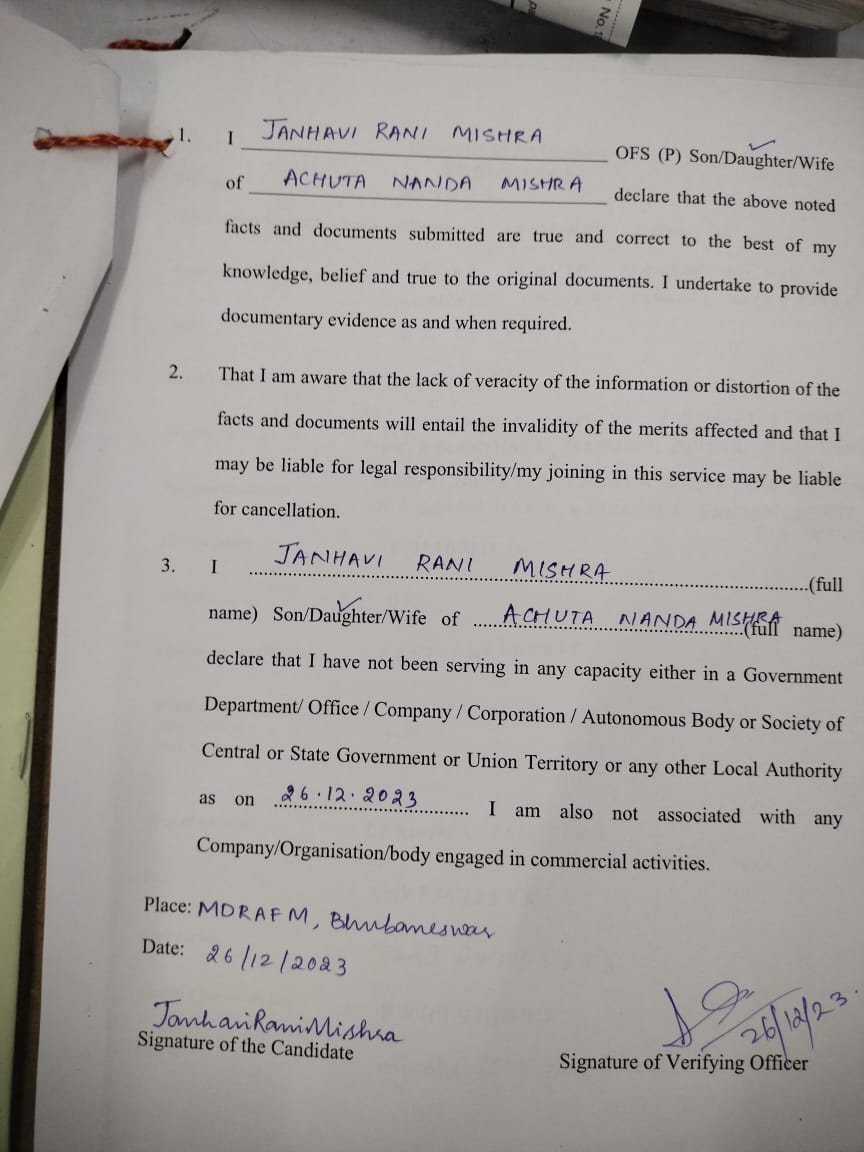 No.1
1. I JANHAVI RANI MISHRA OFS (P) Son/Daughter/Wife
of ACHUTA NANDA MISHRA declare that the above noted
facts and documents submitted are true and correct to the best of my
knowledge, belief and true to the original documents. I undertake to provide
documentary evidence as and when required.
2. That I am aware that the lack of veracity of the information or distortion of the
facts and documents will entail the invalidity of the merits affected and that I
may be liable for legal responsibility/my joining in this service may be liable
for cancellation.
3. I JANHAVI RANI MISHRA (full
name) Son/Daughter/Wife of ACHUTA NANDA MISHRA (full name)
declare that I have not been serving in any capacity either in a Government
Department/ Office / Company / Corporation / Autonomous Body or Society of
Central or State Government or Union Territory or any other Local Authority
as on 26.12.2023 I am also not associated with any
Company/Organisation/body engaged in commercial activities.
Place: MDRAFM, Bhubaneswar
Date: 26/12/2023
Janhavi Rani Mishra
Signature of the Candidate
26/12/23.
Signature of Verifying Officer